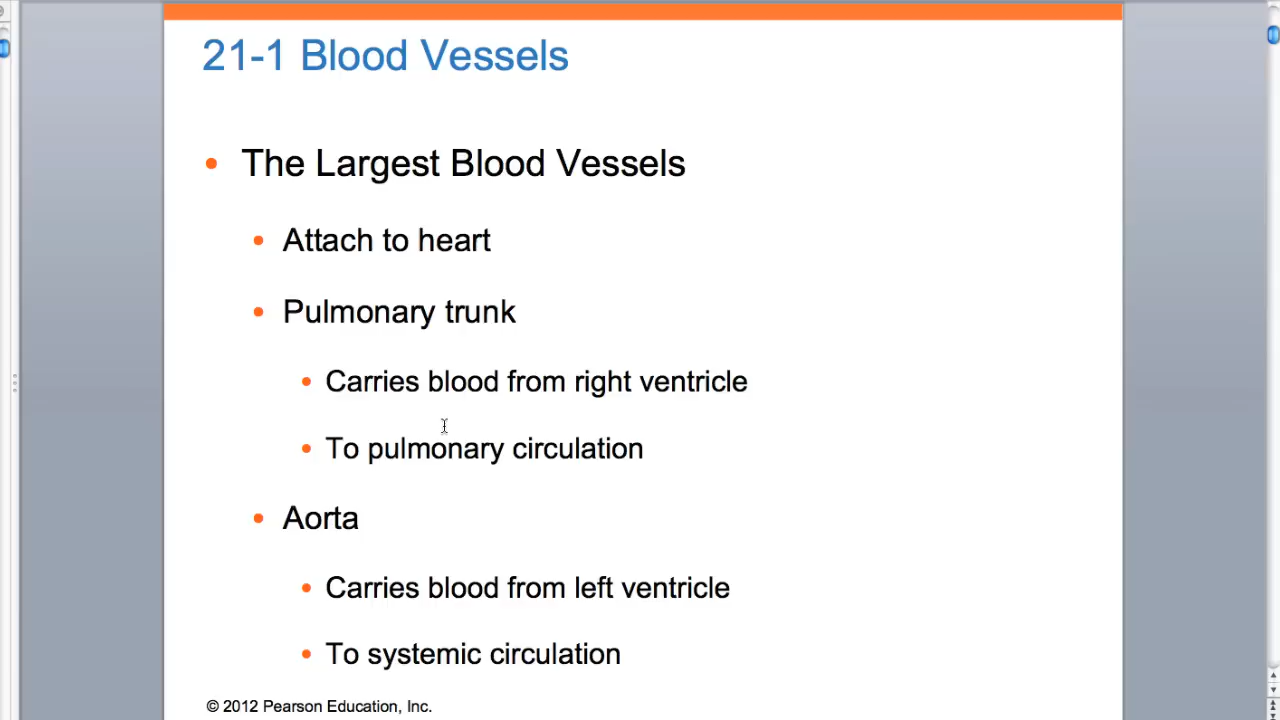 21-1 Blood Vessels
• The Largest Blood Vessels
• Attach to heart
• Pulmonary trunk
• Carries blood from right ventricle
• To pulmonary circulation
• Aorta
• Carries blood from left ventricle
• To systemic circulation
© 2012 Pearson Education, Inc.